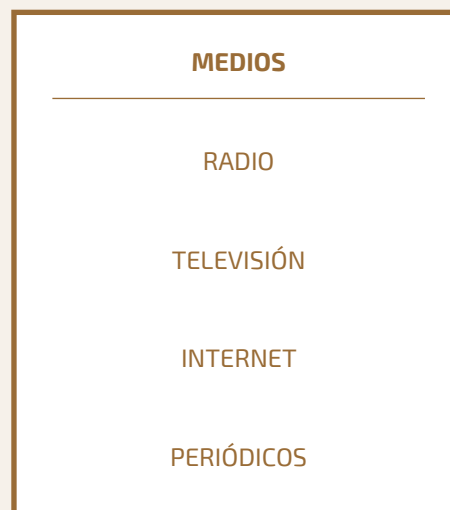 MEDIOS
RADIO
TELEVISIÓN
INTERNET
PERIÓDICOS